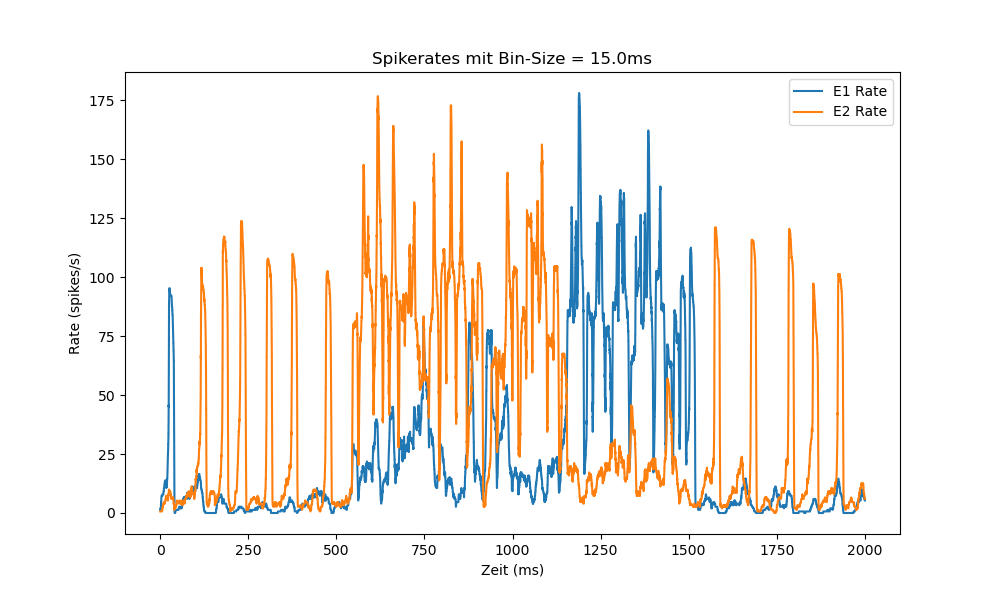 Spikerates mit Bin-Size = 15.0ms
E1 Rate
E2 Rate
Rate (spikes/s)
175
150
125
100
75
50
25
0
0 250 500 750 1000 1250 1500 1750 2000
Zeit (ms)